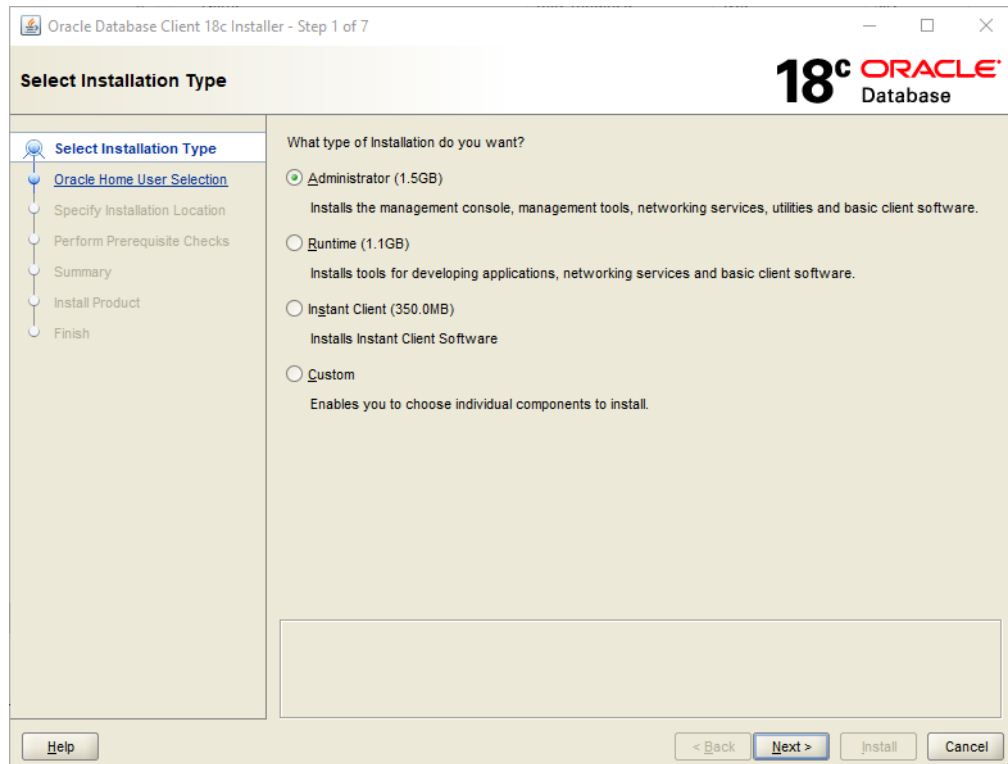 Oracle Database Client 18c Installer - Step 1 of 7
Select Installation Type
18c ORACLE
Database
Select Installation Type
Oracle Home User Selection
Specify Installation Location
Perform Prerequisite Checks
Summary
Install Product
Finish
What type of Installation do you want?
Administrator (1.5GB)
Installs the management console, management tools, networking services, utilities and basic client software.
Runtime (1.1GB)
Installs tools for developing applications, networking services and basic client software.
Instant Client (350.0MB)
Installs Instant Client Software
Custom
Enables you to choose individual components to install.
Help
< Back
Next >
Install
Cancel